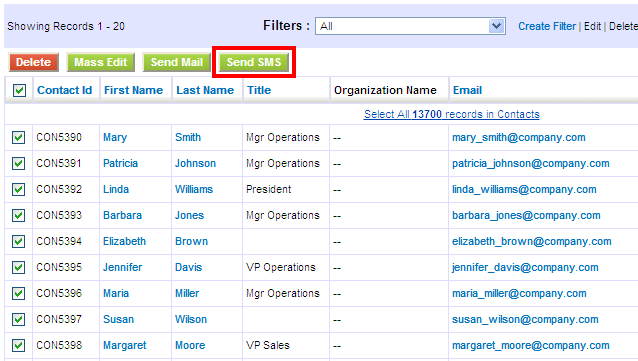 Showing Records 1 - 20 Filters : All Create Filter | Edit | Delete
Delete Mass Edit Send Mail Send SMS
Contact Id First Name Last Name Title Organization Name Email
Select All 13700 records in Contacts
CON5390 Mary Smith Mgr Operations -- mary_smith@company.com
CON5391 Patricia Johnson Mgr Operations -- patricia_johnson@company.com
CON5392 Linda Williams President -- linda_williams@company.com
CON5393 Barbara Jones Mgr Operations -- barbara_jones@company.com
CON5394 Elizabeth Brown -- elizabeth_brown@company.com
CON5395 Jennifer Davis VP Operations -- jennifer_davis@company.com
CON5396 Maria Miller Mgr Operations -- maria_miller@company.com
CON5397 Susan Wilson -- susan_wilson@company.com
CON5398 Margaret Moore VP Sales -- margaret_moore@company.com